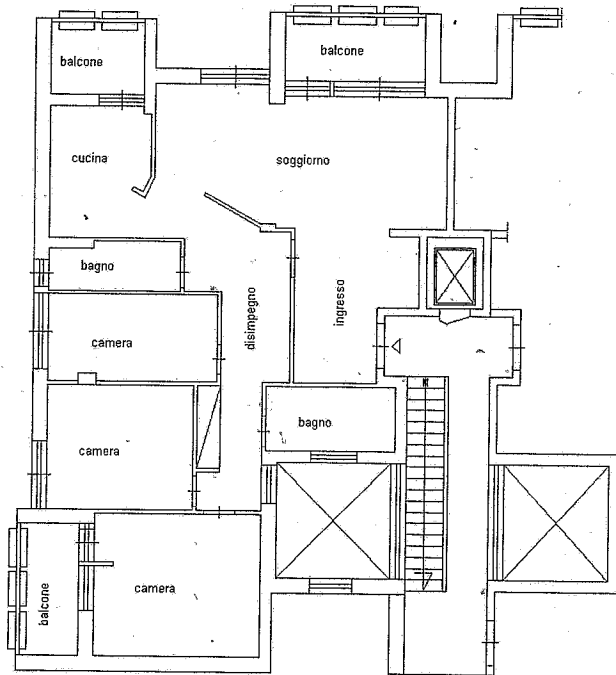 balcone
balcone
cucina
soggiorno
bagno
disimpegno
ingresso
camera
camera
bagno
balcone
camera